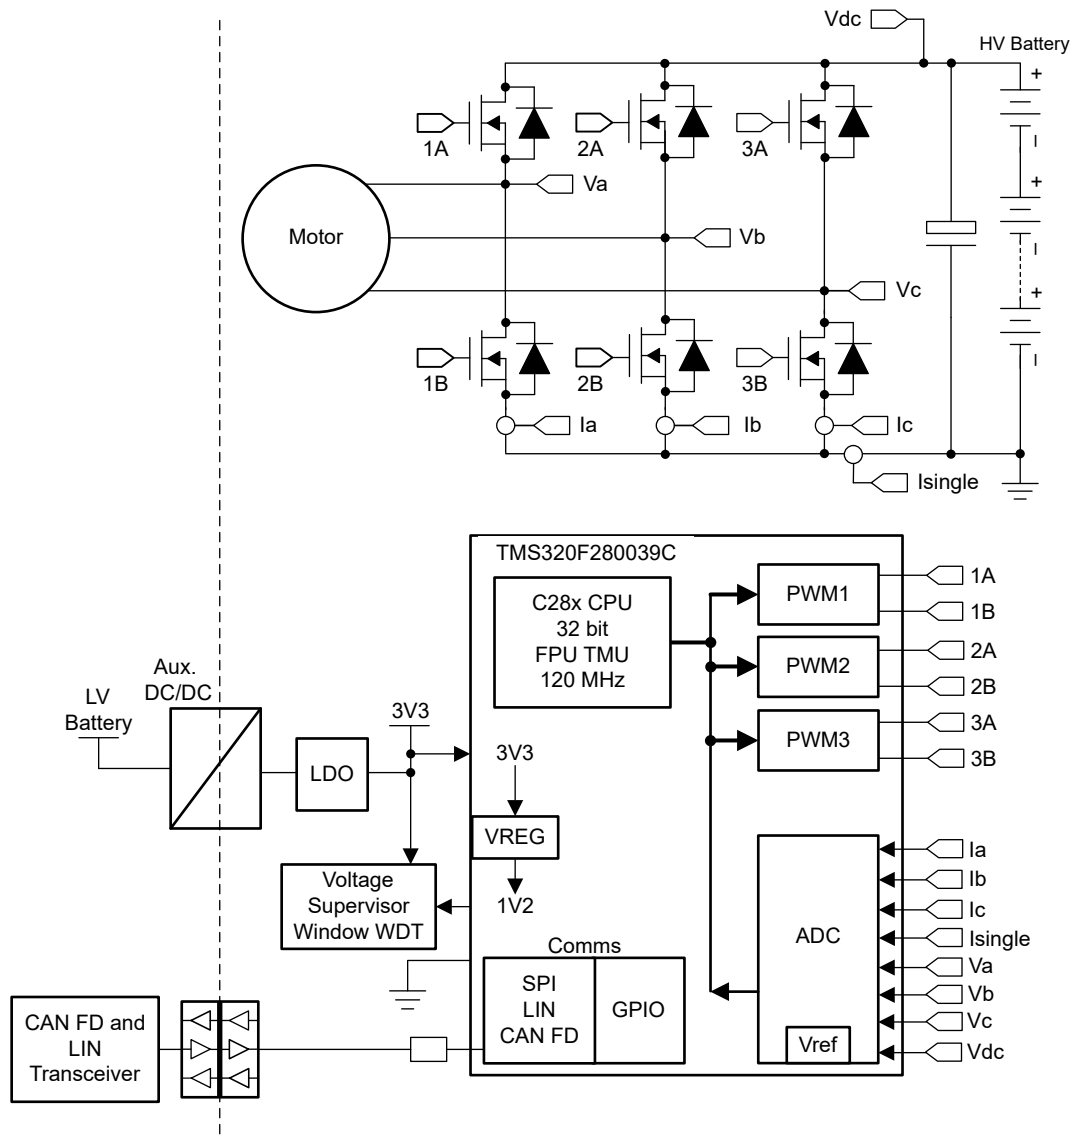 Vdc
HV Battery
+
1A
2A
3A
−
Va
+
Motor
Vb
−
+
Vc
1B
2B
3B
−
Ia
Ib
Ic
Isingle
TMS320F280039C
C28x CPU
32 bit
FPU TMU
120 MHz
PWM1
1A
1B
PWM2
2A
2B
PWM3
3A
3B
Aux.
DC/DC
LV
Battery
3V3
LDO
3V3
VREG
1V2
Voltage
Supervisor
Window WDT
Comms
SPI
LIN
CAN FD
GPIO
ADC
Vref
Ia
Ib
Ic
Isingle
Va
Vb
Vc
Vdc
CAN FD and
LIN
Transceiver